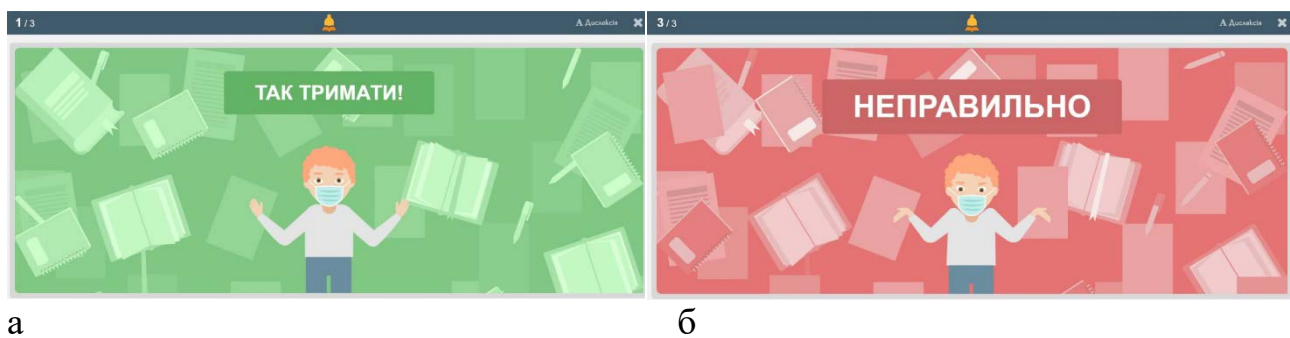 1 / 3
А Дислексія
ТАК ТРИМАТИ!
а
3 / 3
А Дислексія
НЕПРАВИЛЬНО
б